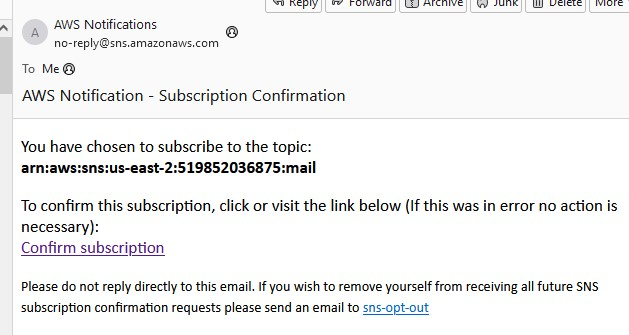 Reply Forward Archive Junk Delete More
A
AWS Notifications
no-reply@sns.amazonaws.com
To Me
AWS Notification - Subscription Confirmation
You have chosen to subscribe to the topic:
arn:aws:sns:us-east-2:519852036875:mail
To confirm this subscription, click or visit the link below (If this was in error no action is
necessary):
Confirm subscription
Please do not reply directly to this email. If you wish to remove yourself from receiving all future SNS
subscription confirmation requests please send an email to sns-opt-out